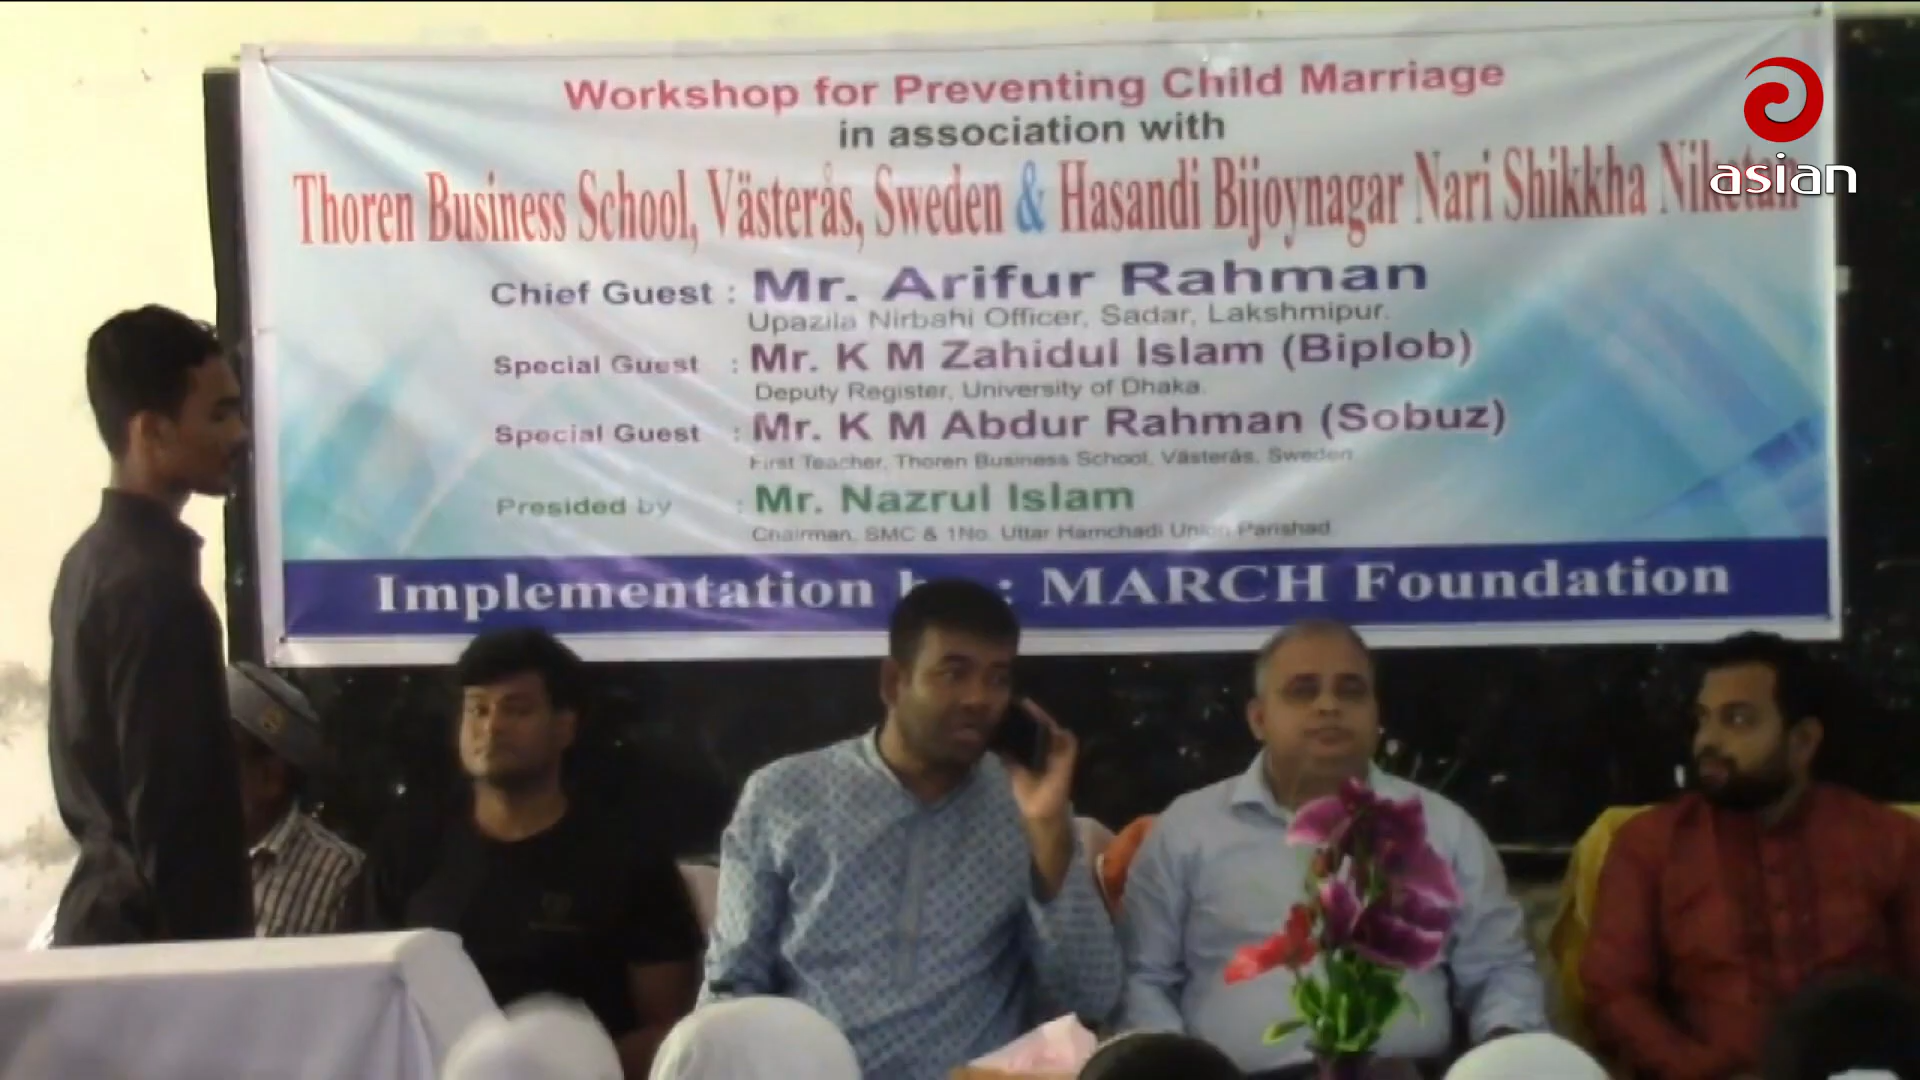 Workshop for Preventing Child Marriage
in association with
Thoren Business School, Västerås, Sweden & Hasandi Bijoynagar Nari Shikkha Niketan
Chief Guest : Mr. Arifur Rahman
Upazila Nirbahi Officer, Sadar, Lakshmipur.
Special Guest : Mr. K M Zahidul Islam (Biplob)
Deputy Register, University of Dhaka.
Special Guest : Mr. K M Abdur Rahman (Sobuz)
First Teacher, Thoren Business School, Västerås, Sweden
Presided by : Mr. Nazrul Islam
Chairman, SMC & 1No. Uttar Hamchadi Union Parishad
Implementation : MARCH Foundation
asian